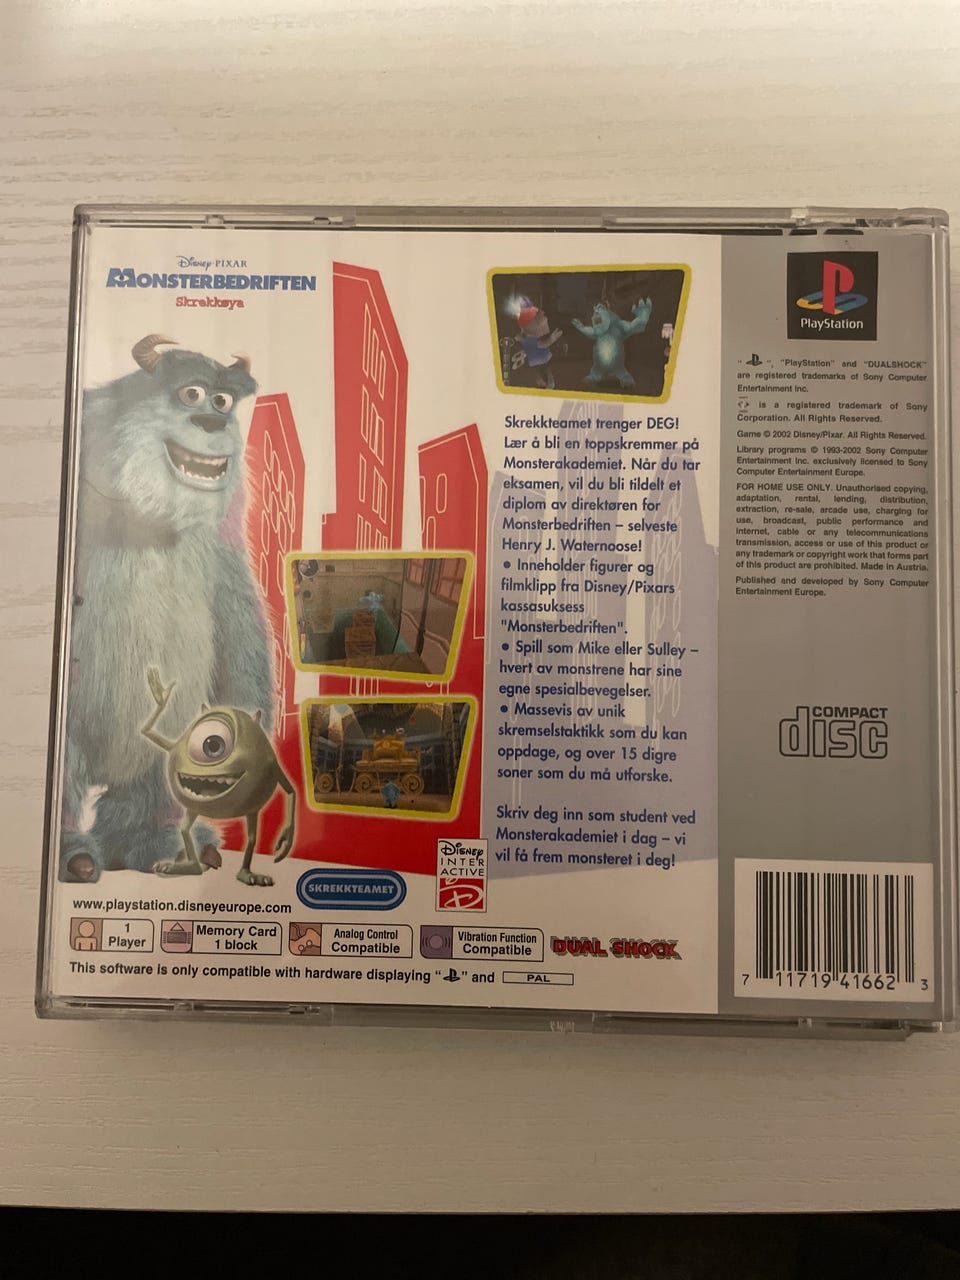 Disney·PIXAR
MONSTERBEDRIFTEN
Skrekkøya
Skrekkteamet trenger DEG!
Lær å bli en toppskremmer på
Monsterakademiet. Når du tar
eksamen, vil du bli tildelt et
diplom av direktøren for
Monsterbedriften – selveste
Henry J. Waternoose!
• Inneholder figurer og
filmklipp fra Disney/Pixars
kassasuksess
"Monsterbedriften".
• Spill som Mike eller Sulley –
hvert av monstrene har sine
egne spesialbevegelser.
• Massevis av unik
skremselstaktikk som du kan
oppdage, og over 15 digre
soner som du må utforske.
Skriv deg inn som student ved
Monsterakademiet i dag – vi
vil få frem monsteret i deg!
Disney
INTER
ACTIVE
SKREKKTEAMET
www.playstation.disneyeurope.com
1
Player
Memory Card
1 block
Analog Control
Compatible
Vibration Function
Compatible
DUAL SHOCK
This software is only compatible with hardware displaying " " and PAL
PlayStation
" ", "PlayStation" and "DUALSHOCK"
are registered trademarks of Sony Computer
Entertainment Inc.
is a registered trademark of Sony
Corporation. All Rights Reserved.
Game © 2002 Disney/Pixar. All Rights Reserved.
Library programs © 1993-2002 Sony Computer
Entertainment Inc. exclusively licensed to Sony
Computer Entertainment Europe.
FOR HOME USE ONLY. Unauthorised copying,
adaptation, rental, lending, distribution,
extraction, re-sale, arcade use, charging for
use, broadcast, public performance and
internet, cable or any telecommunications
transmission, access or use of this product or
any trademark or copyright work that forms part
of this product are prohibited. Made in Austria.
Published and developed by Sony Computer
Entertainment Europe.
COMPACT
disc
7 11719 41662 3